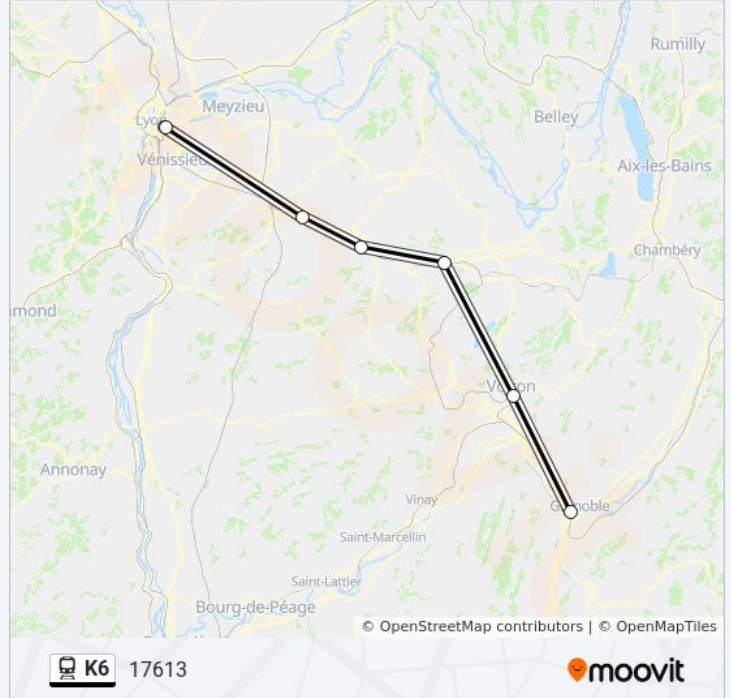 Rumilly
Meyzieu
Lyon
Belley
Vénissieu
Aix-les-Bains
Chambéry
mond
Voiron
Annonay
Vinay
Grenoble
Saint-Marcellin
Saint-Lattier
Bourg-de-Péage
© OpenStreetMap contributors | © OpenMapTiles
K6 17613 moovit